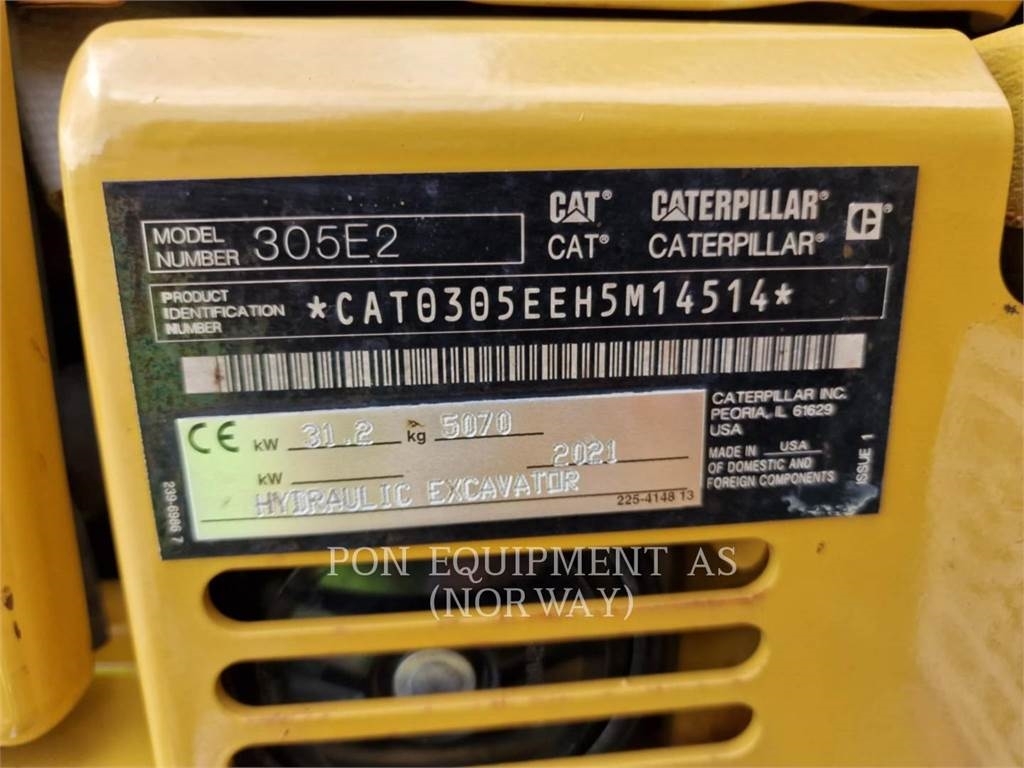 CAT® CATERPILLAR®
CAT® CATERPILLAR®
MODEL NUMBER 305E2
PRODUCT IDENTIFICATION NUMBER *CAT0305EEH5M14514*
CE kW 31.2 kg 5070
kW 2021
HYDRAULIC EXCAVATOR
225-4148 13
CATERPILLAR INC.
PEORIA, IL 61629
USA
MADE IN USA
OF DOMESTIC AND
FOREIGN COMPONENTS
ISSUE 1
239-6986 7
PON EQUIPMENT AS
(NORWAY)